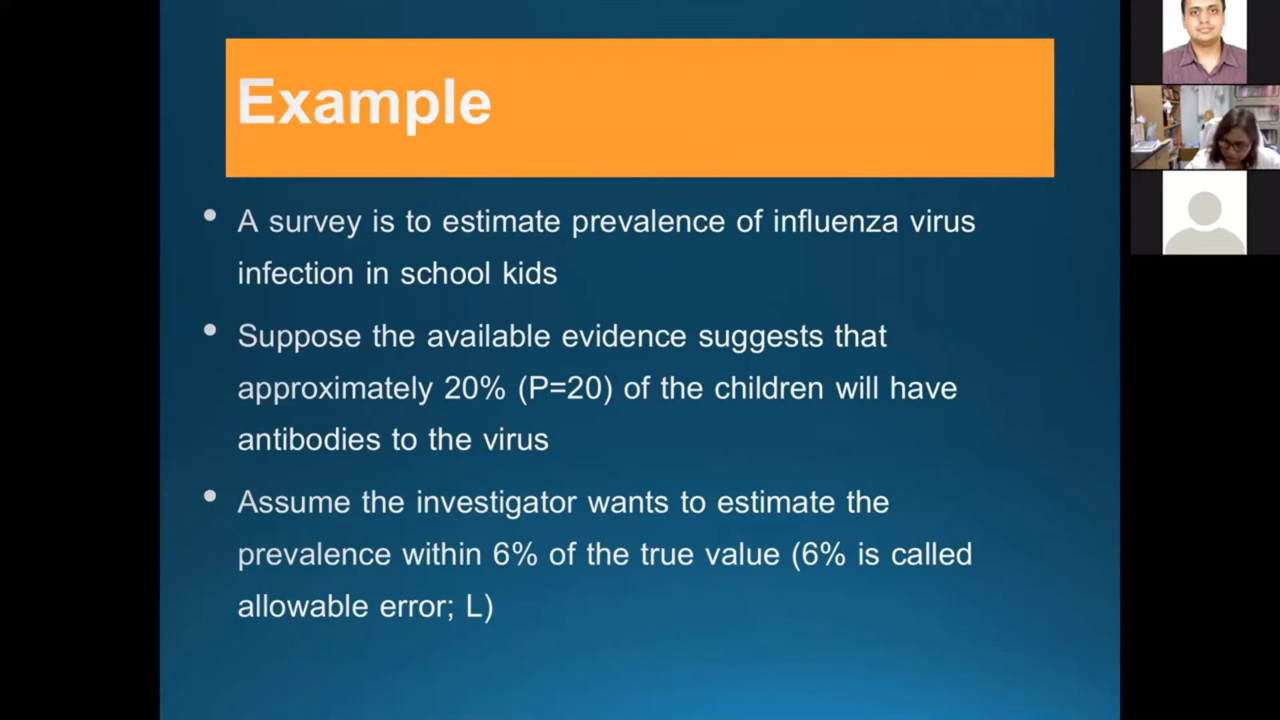 Example
• A survey is to estimate prevalence of influenza virus
infection in school kids
• Suppose the available evidence suggests that
approximately 20% (P=20) of the children will have
antibodies to the virus
• Assume the investigator wants to estimate the
prevalence within 6% of the true value (6% is called
allowable error; L)